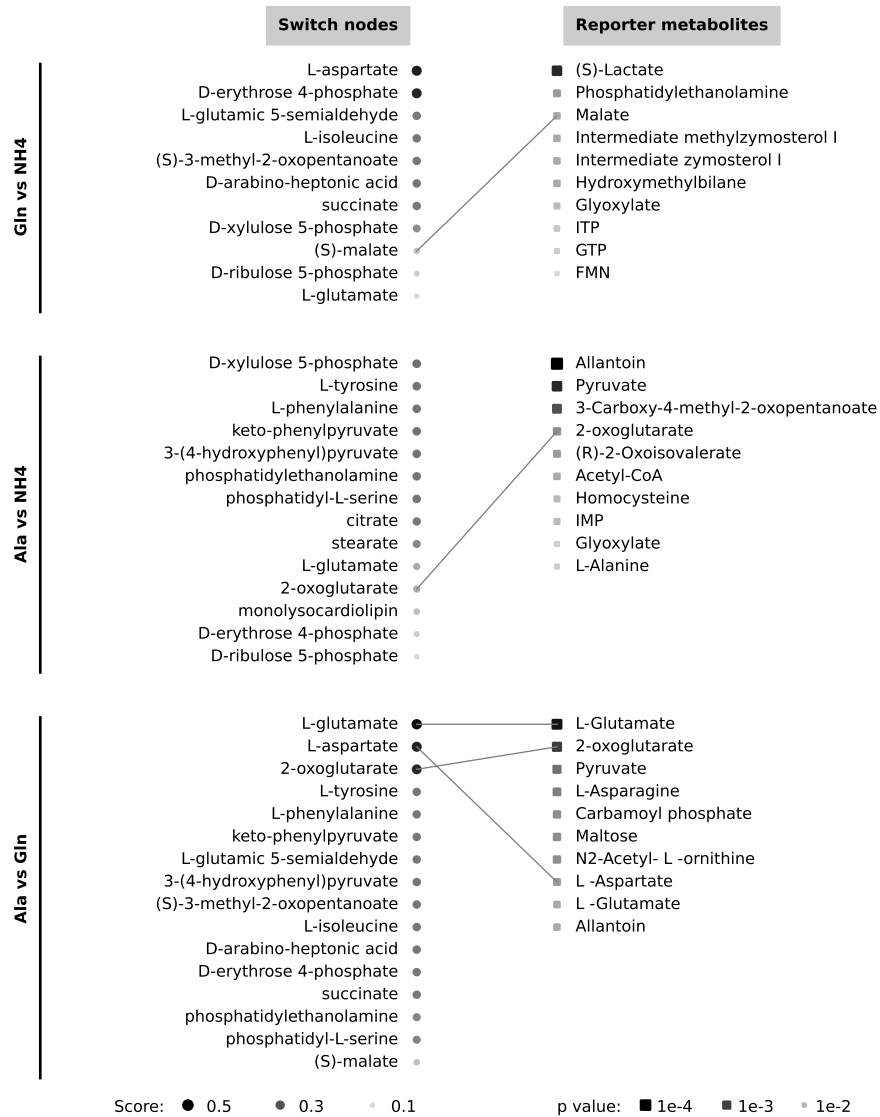 Switch nodes
Reporter metabolites
Gln vs NH4
L-aspartate
D-erythrose 4-phosphate
L-glutamic 5-semialdehyde
L-isoleucine
(S)-3-methyl-2-oxopentanoate
D-arabino-heptonic acid
succinate
D-xylulose 5-phosphate
(S)-malate
D-ribulose 5-phosphate
L-glutamate
(S)-Lactate
Phosphatidylethanolamine
Malate
Intermediate methylzymosterol I
Intermediate zymosterol I
Hydroxymethylbilane
Glyoxylate
ITP
GTP
FMN
Ala vs NH4
D-xylulose 5-phosphate
L-tyrosine
L-phenylalanine
keto-phenylpyruvate
3-(4-hydroxyphenyl)pyruvate
phosphatidylethanolamine
phosphatidyl-L-serine
citrate
stearate
L-glutamate
2-oxoglutarate
monolysocardiolipin
D-erythrose 4-phosphate
D-ribulose 5-phosphate
Allantoin
Pyruvate
3-Carboxy-4-methyl-2-oxopentanoate
2-oxoglutarate
(R)-2-Oxoisovalerate
Acetyl-CoA
Homocysteine
IMP
Glyoxylate
L-Alanine
Ala vs Gln
L-glutamate
L-aspartate
2-oxoglutarate
L-tyrosine
L-phenylalanine
keto-phenylpyruvate
L-glutamic 5-semialdehyde
3-(4-hydroxyphenyl)pyruvate
(S)-3-methyl-2-oxopentanoate
L-isoleucine
D-arabino-heptonic acid
D-erythrose 4-phosphate
succinate
phosphatidylethanolamine
phosphatidyl-L-serine
(S)-malate
L-Glutamate
2-oxoglutarate
Pyruvate
L-Asparagine
Carbamoyl phosphate
Maltose
N2-Acetyl- L -ornithine
L -Aspartate
L -Glutamate
Allantoin
Score: 0.5 0.3 0.1
p value: 1e-4 1e-3 1e-2